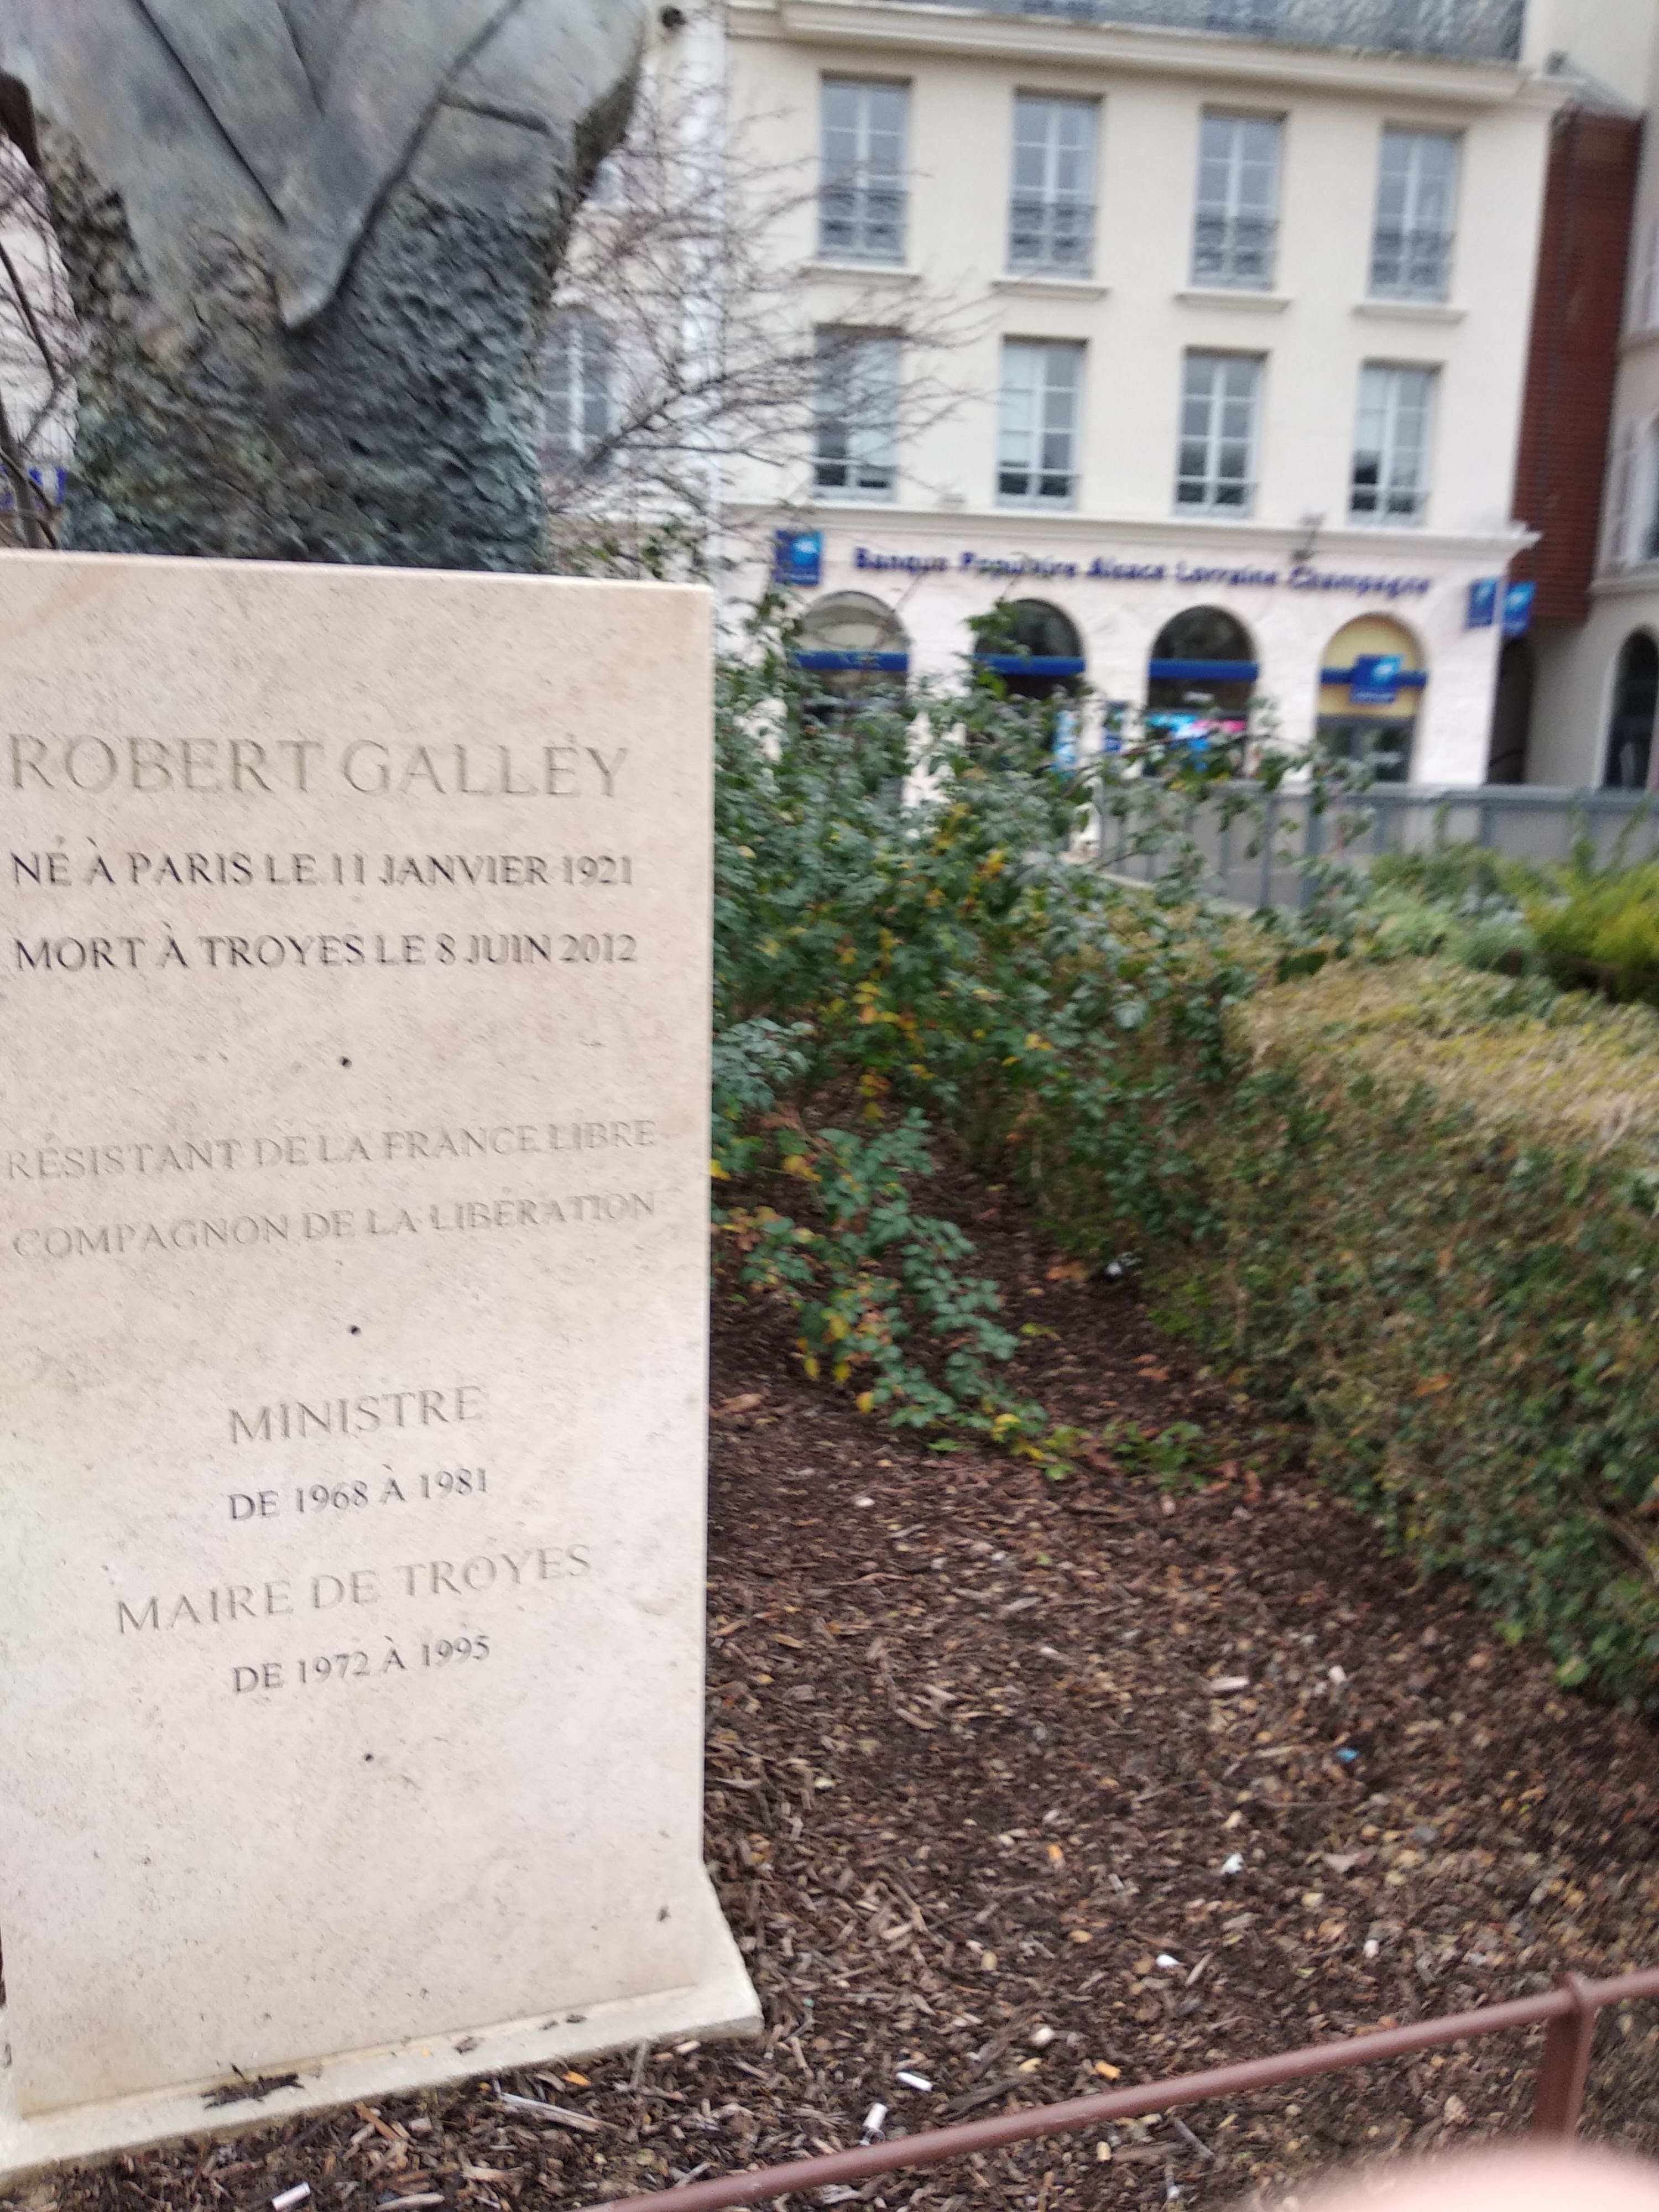 Banque Populaire Alsace Lorraine Champagne
ROBERT GALLEY
NÉ À PARIS LE 11 JANVIER 1921
MORT À TROYES LE 8 JUIN 2012
RÉSISTANT DE LA FRANCE LIBRE
COMPAGNON DE LA LIBÉRATION
MINISTRE
DE 1968 À 1981
MAIRE DE TROYES
DE 1972 À 1995